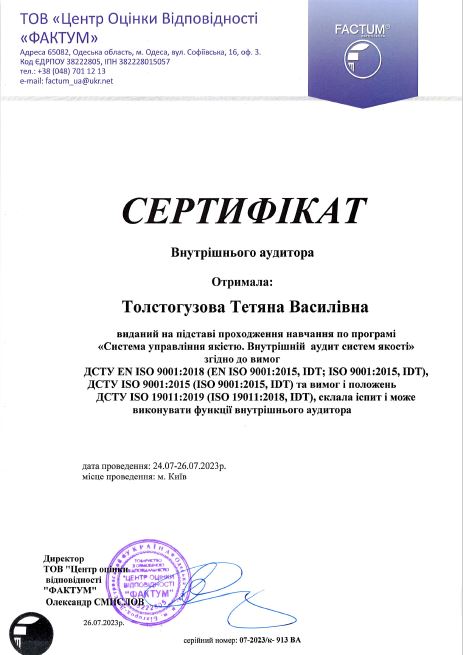 ТОВ «Центр Оцінки Відповідності
«ФАКТУМ»
Адреса 65082, Одеська область, м. Одеса, вул. Софіївська, 16, оф. 3.
Код ЄДРПОУ 38222805, ІПН 382228015057
тел.: +38 (048) 701 12 13
e-mail: factum_ua@ukr.net
FACTUM
СЕРТИФІКАТ
Внутрішнього аудитора
Отримала:
Толстогузова Тетяна Василівна
виданий на підставі проходження навчання по програмі
«Система управління якістю. Внутрішній аудит систем якості»
згідно до вимог
ДСТУ EN ISO 9001:2018 (EN ISO 9001:2015, IDT; ISO 9001:2015, IDT),
ДСТУ ISO 9001:2015 (ISO 9001:2015, IDT) та вимог і положень
ДСТУ ISO 19011:2019 (ISO 19011:2018, IDT), склала іспит і може
виконувати функції внутрішнього аудитора
дата проведення: 24.07-26.07.2023р.
місце проведення: м. Київ
УКРАЇНА
"ЦЕНТР ОЦІНКИ
ВІДПОВІДНОСТІ
"ФАКТУМ"
Директор
ТОВ "Центр оцінки
відповідності
"ФАКТУМ"
Олександр СМИСЛОВ
26.07.2023р.
серійний номер: 07-2023/к- 913 ВА